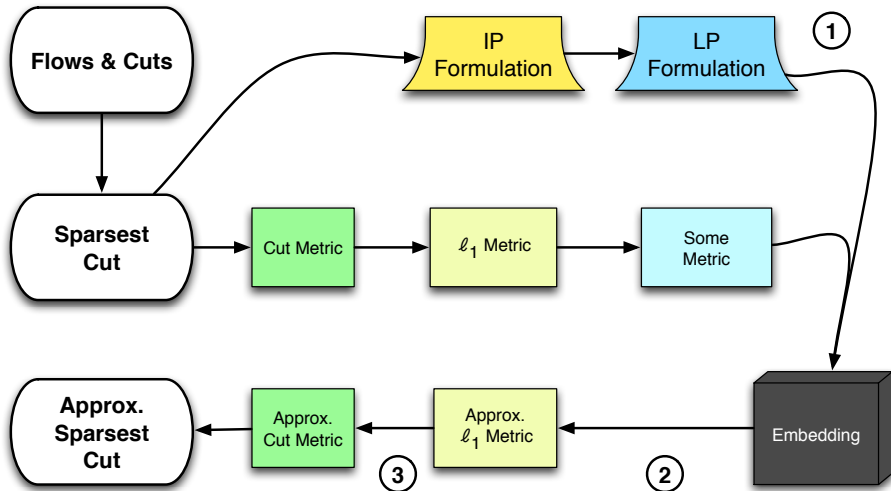 Flows & Cuts
IP
Formulation
LP
Formulation
1
Sparsest
Cut
Cut Metric
ℓ1 Metric
Some
Metric
Approx.
Sparsest
Cut
Approx.
Cut Metric
3
Approx.
ℓ1 Metric
2
Embedding